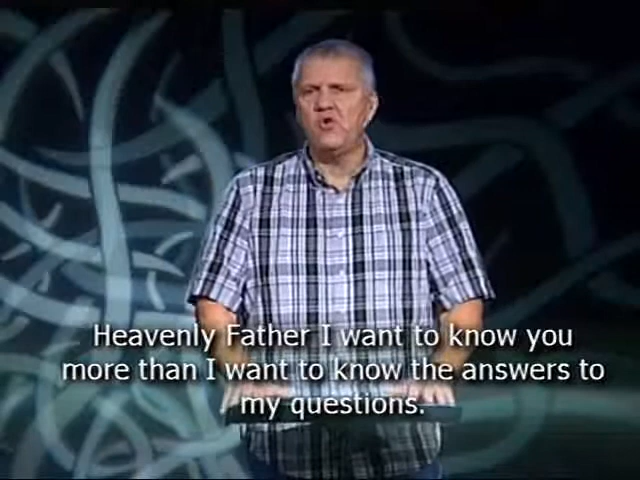 Heavenly Father I want to know you
more than I want to know the answers to
my questions.